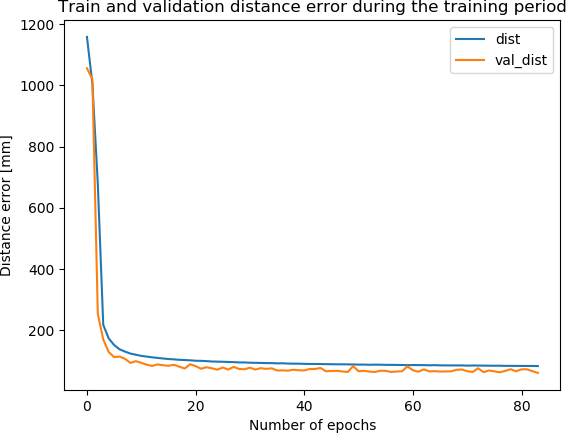 Train and validation distance error during the training period
dist
val_dist
Distance error [mm]
1200
1000
800
600
400
200
0
20
40
60
80
Number of epochs